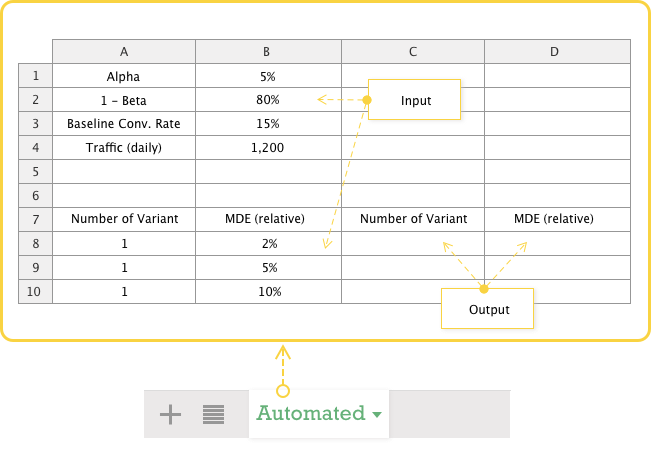 A B C D
1 Alpha 5%
2 1 – Beta 80% Input
3 Baseline Conv. Rate 15%
4 Traffic (daily) 1,200
5
6
7 Number of Variant MDE (relative) Number of Variant MDE (relative)
8 1 2%
9 1 5%
10 1 10%
Output
Automated